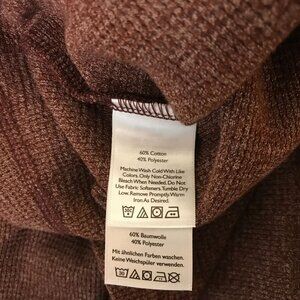 60% Cotton
40% Polyester
Machine Wash Cold With Like
Colors. Only Non-Chlorine
Bleach When Needed. Do Not
Use Fabric Softeners. Tumble Dry
Low. Remove Promptly. Warm
Iron As Desired.
60% Baumwolle
40% Polyester
Mit ähnlichen Farben waschen.
Keine Weichspüler verwenden.